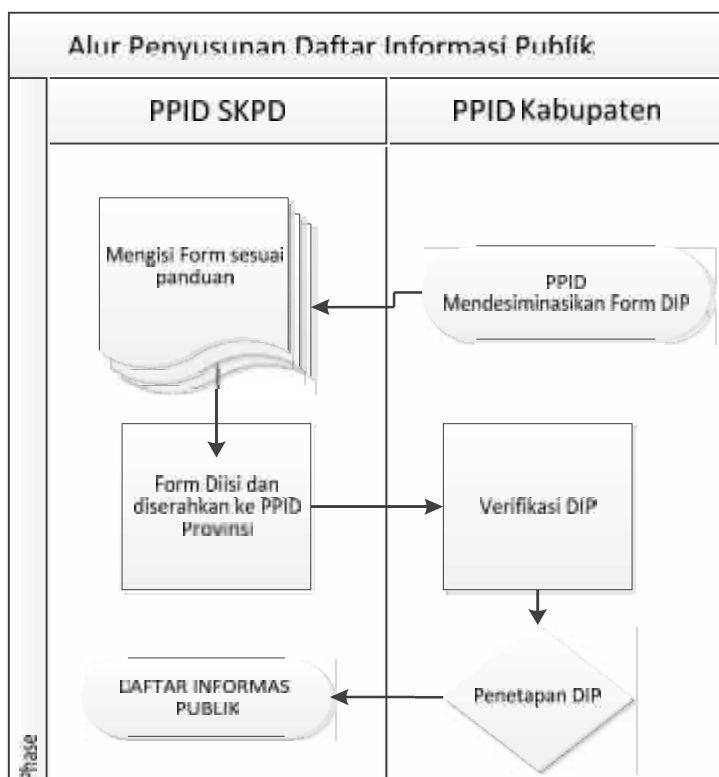 Alur Penyusunan Daftar Informasi Publik
PPID SKPD
PPID Kabupaten
Mengisi Form sesuai
panduan
PPID
Mendesiminasikan Form DIP
Form Diisi dan
diserahkan ke PPID
Provinsi
Verifikasi DIP
DAFTAR INFORMAS
PUBLIK
Penetapan DIP
Phase